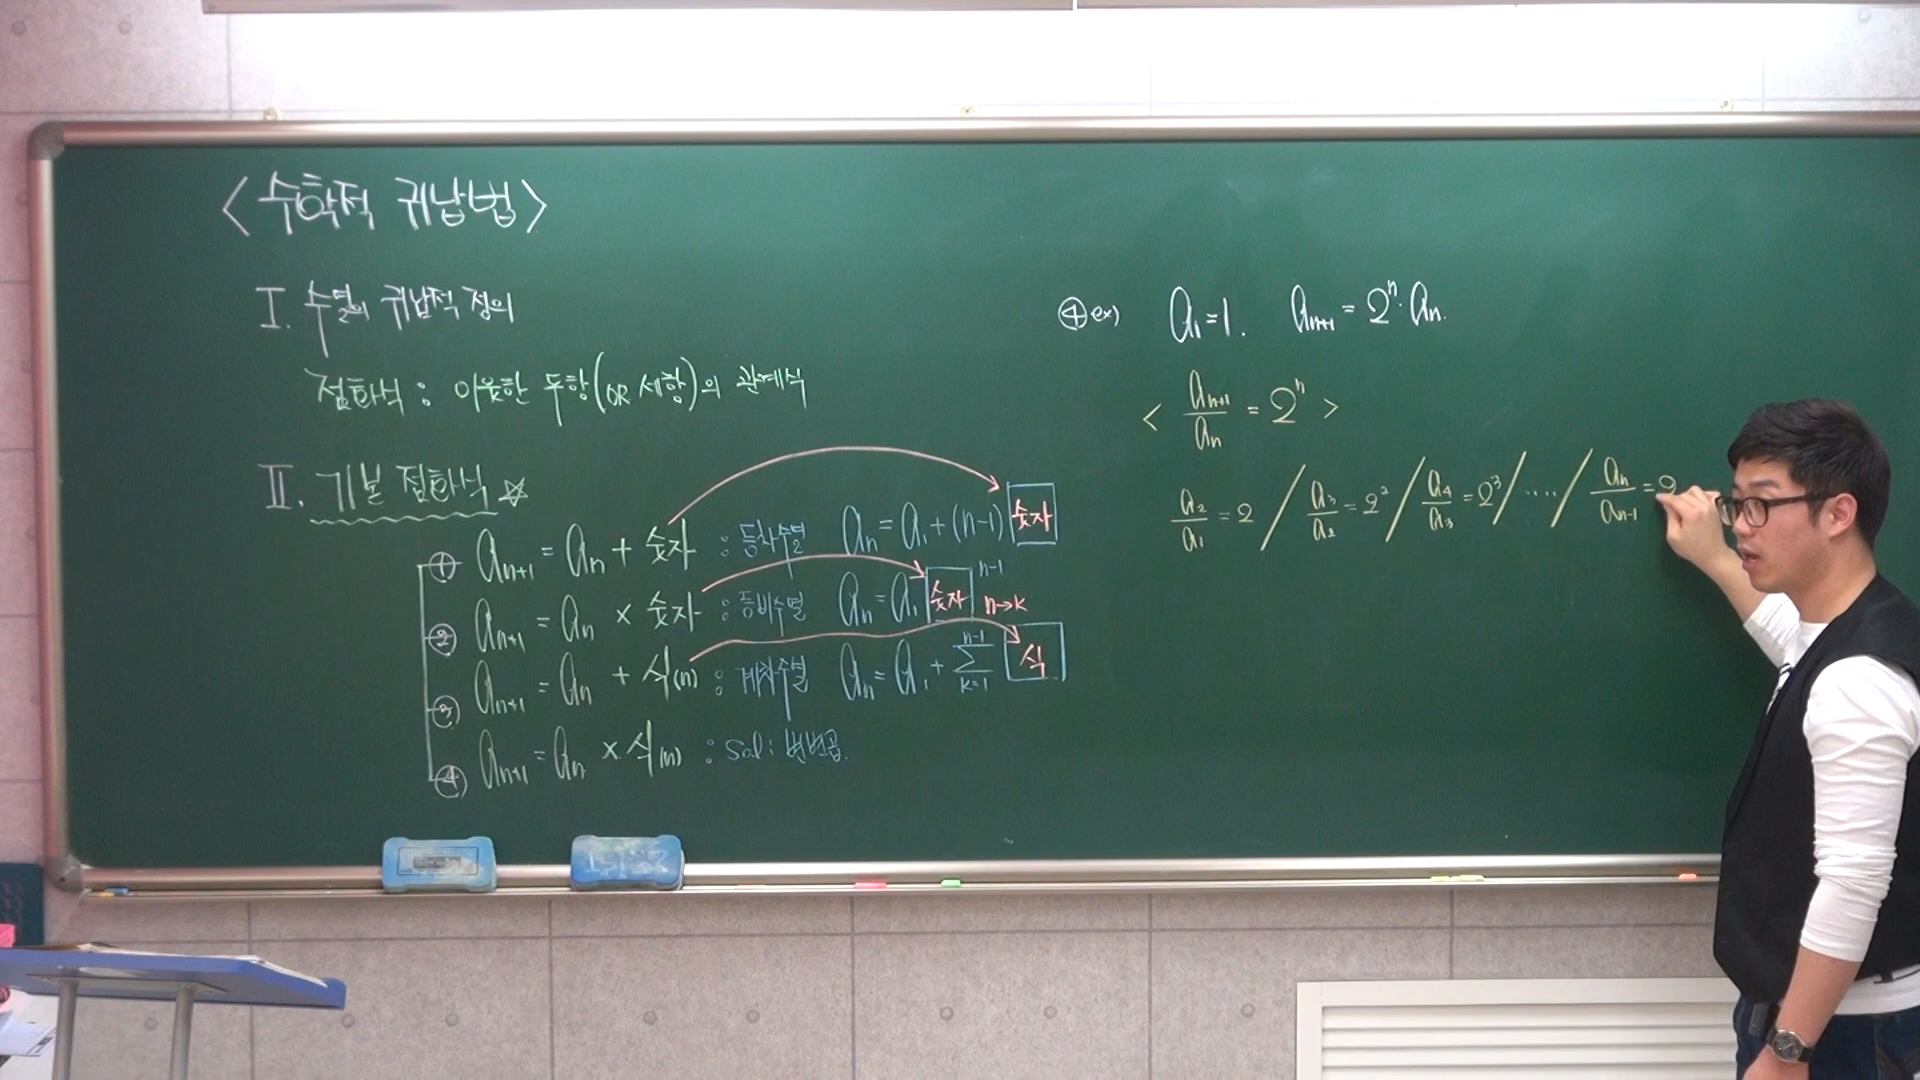 <수학적 귀납법>
I. 수열의 귀납적 정의
점화식 : 이웃한 두항(OR 세항)의 관계식
II. 기본 점화식 ☆
① aₙ₊₁ = aₙ + 숫자 : 등차수열 aₙ = a₁ + (n-1) 숫자
② aₙ₊₁ = aₙ × 숫자 : 등비수열 aₙ = a₁ 숫자ⁿ⁻¹
n→k
③ aₙ₊₁ = aₙ + 식(n) : 계차수열 aₙ = a₁ + ∑_{k=1}^{n-1} 식
④ aₙ₊₁ = aₙ × 식(n) : Sol : 변변곱.
④ ex) a₁=1. aₙ₊₁ = 2ⁿ·aₙ.
< aₙ₊₁/aₙ = 2ⁿ >
a₂/a₁ = 2 / a₃/a₂ = 2² / a₄/a₃ = 2³ / ···· / aₙ/aₙ₋₁ = 2